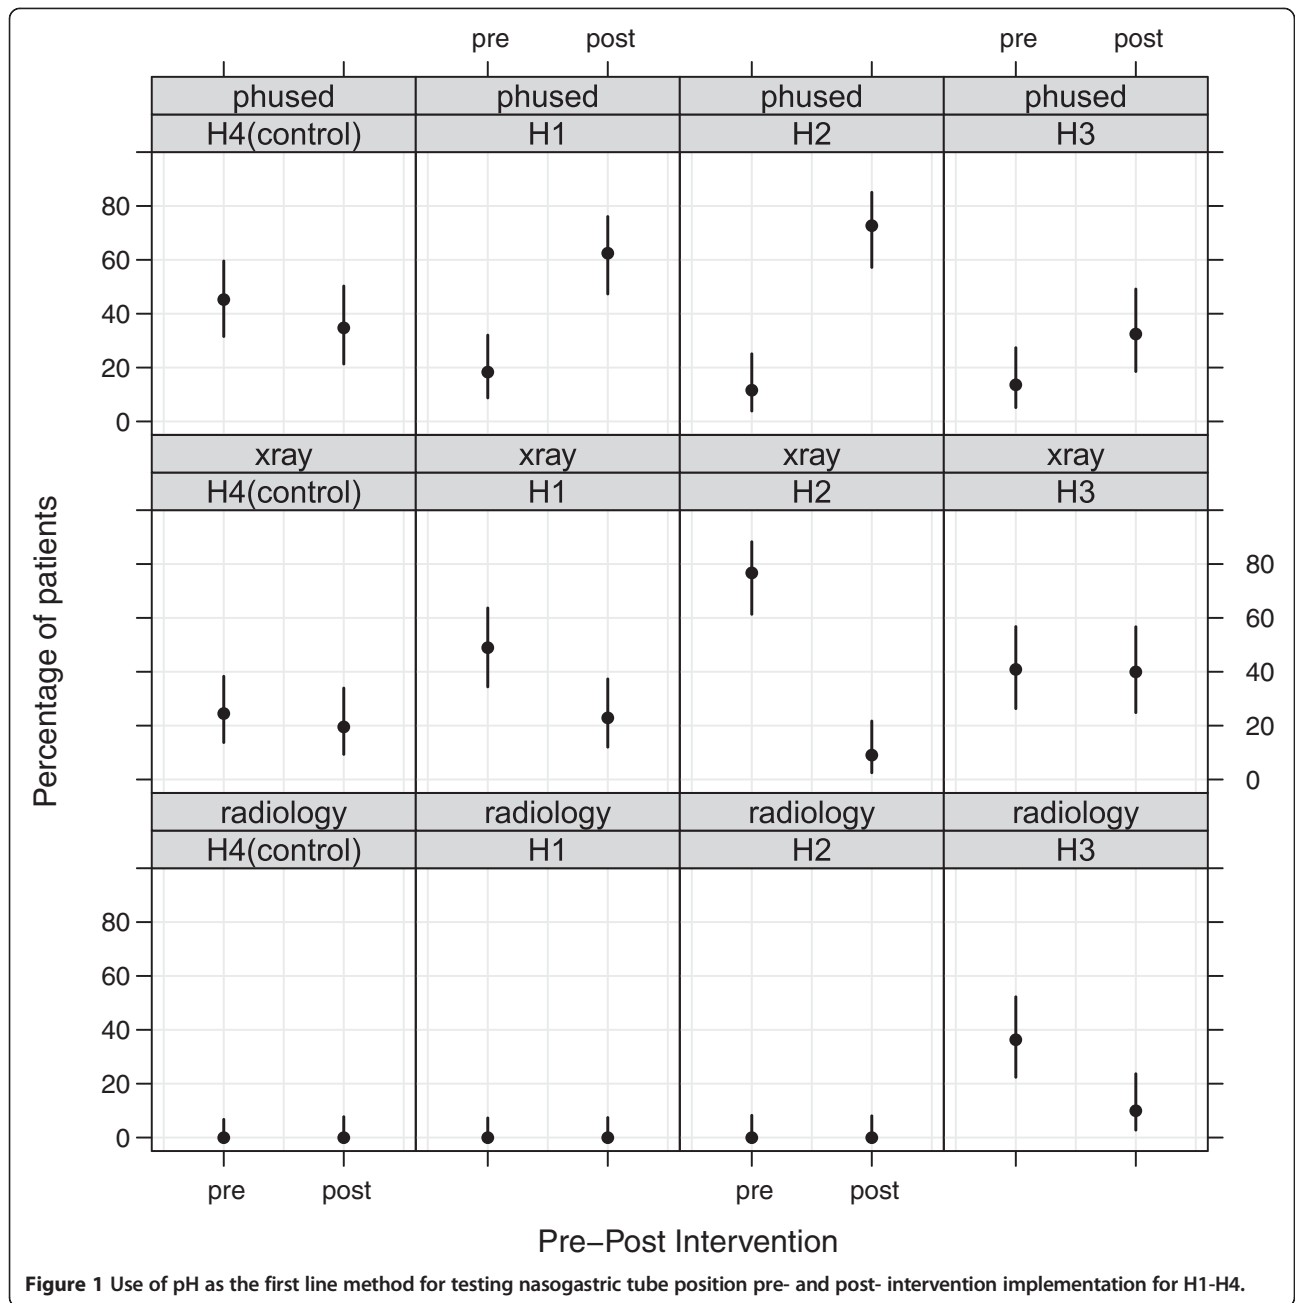 pre post pre post
phused phused phused phused
H4(control) H1 H2 H3
80
60
40
20
0
xray xray xray xray
H4(control) H1 H2 H3
80
60
40
20
0
Percentage of patients
radiology radiology radiology radiology
H4(control) H1 H2 H3
80
60
40
20
0
pre post pre post
Pre–Post Intervention
Figure 1 Use of pH as the first line method for testing nasogastric tube position pre- and post- intervention implementation for H1-H4.